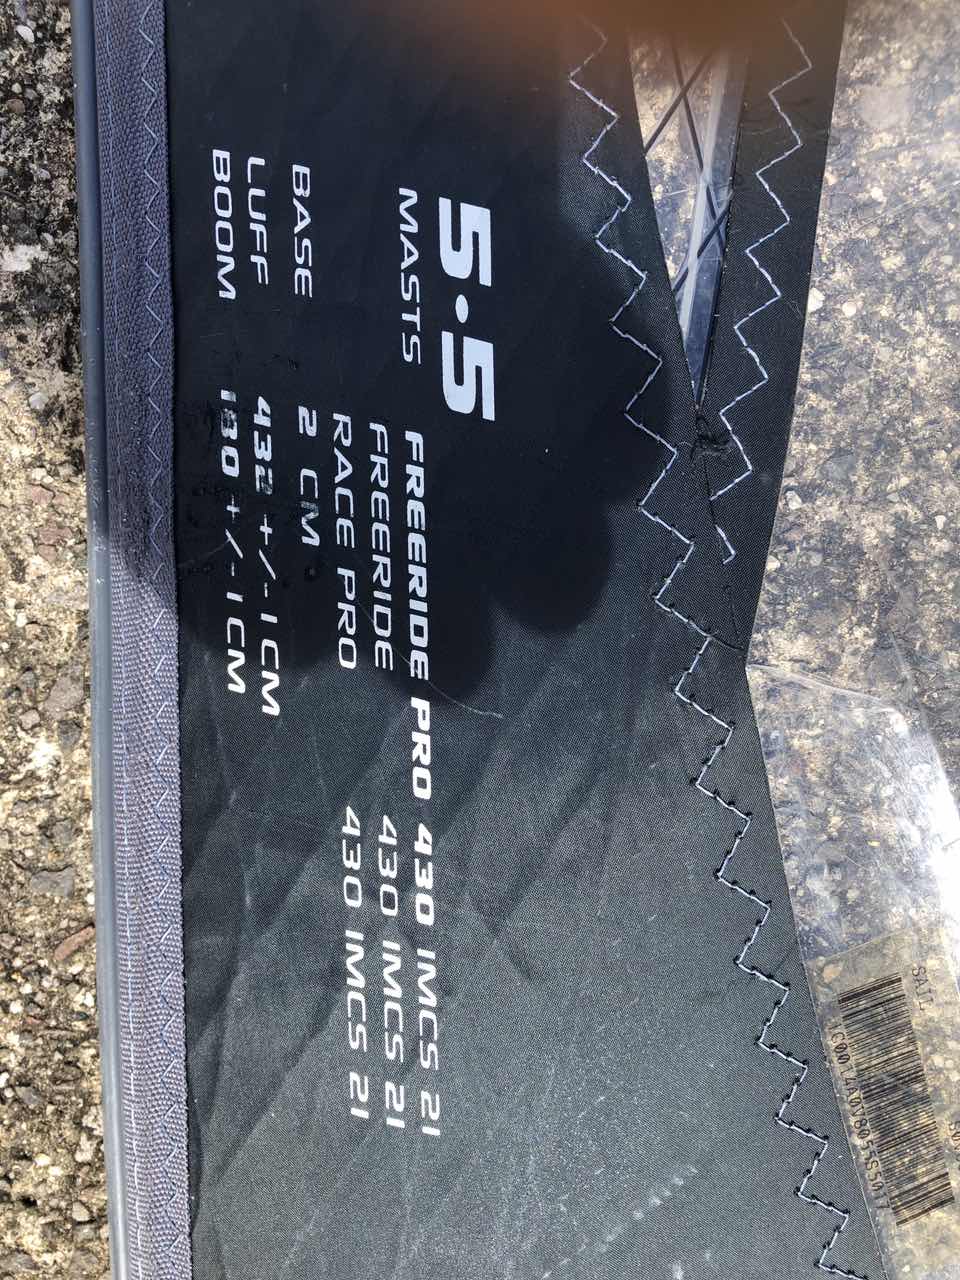 5.5
MASTS FREERIDE PRO 430 IMCS 21
FREERIDE 430 IMCS 21
RACE PRO 430 IMCS 21
BASE 2 CM
LUFF 432 +/- 1 CM
BOOM 180 +/- 1 CM
SAIL